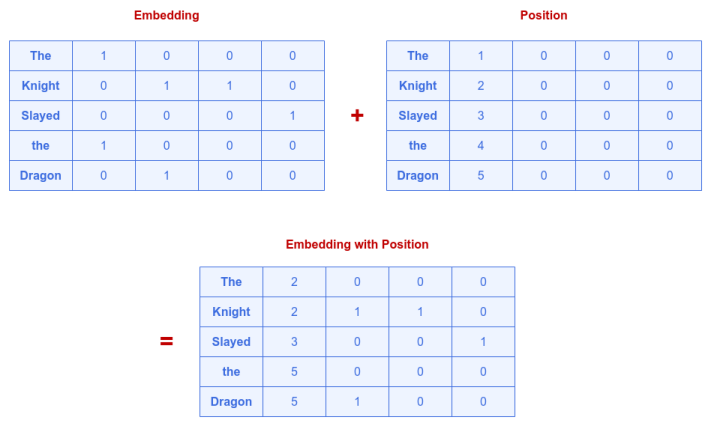 Embedding Position
The 1 0 0 0 The 1 0 0 0
Knight 0 1 1 0 Knight 2 0 0 0
Slayed 0 0 0 1 + Slayed 3 0 0 0
the 1 0 0 0 the 4 0 0 0
Dragon 0 1 0 0 Dragon 5 0 0 0
Embedding with Position
The 2 0 0 0
Knight 2 1 1 0
= Slayed 3 0 0 1
the 5 0 0 0
Dragon 5 1 0 0